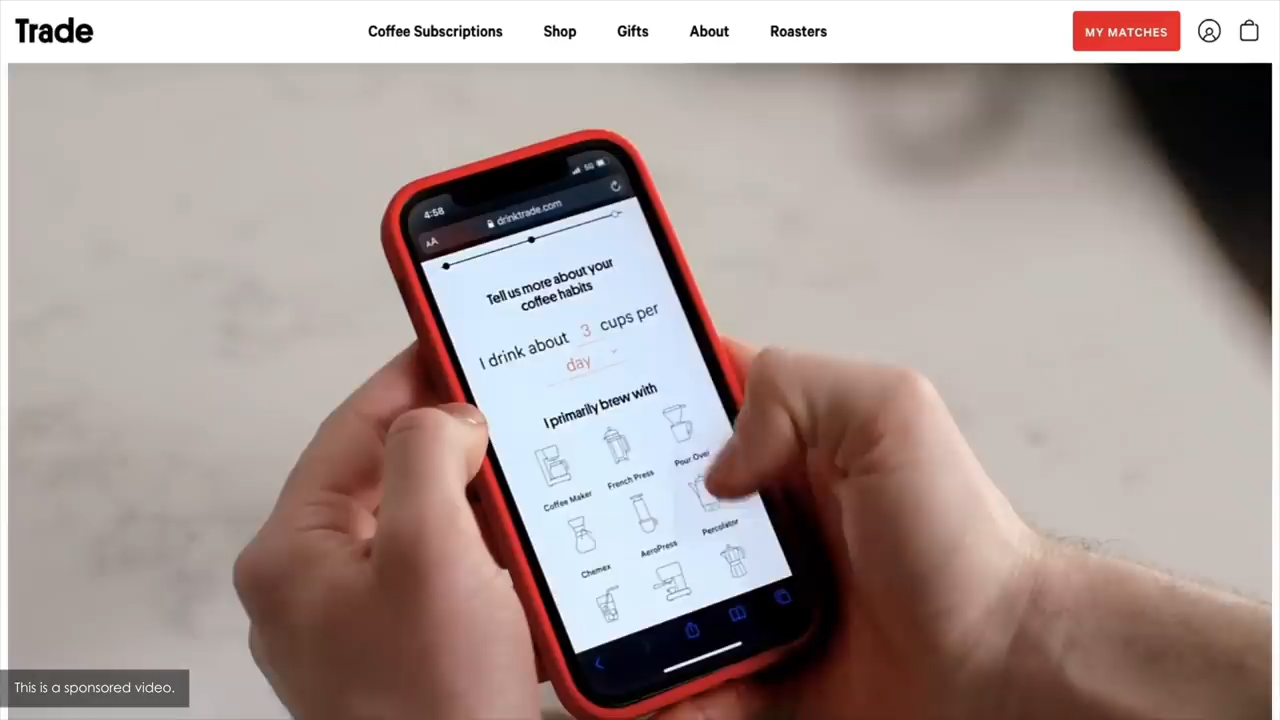 Trade
Coffee Subscriptions
Shop
Gifts
About
Roasters
MY MATCHES
4:58
5G
AA
drinktrade.com
Tell us more about your
coffee habits
I drink about 3 cups per
day
I primarily brew with
Coffee Maker
French Press
Pour Over
Chemex
AeroPress
Percolator
This is a sponsored video.